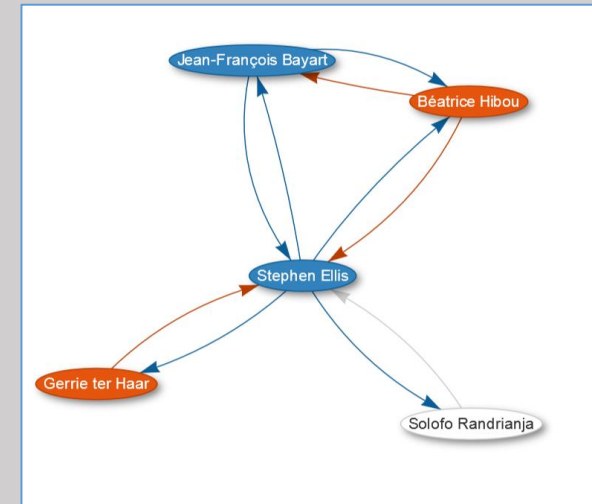 Jean-François Bayart
Béatrice Hibou
Stephen Ellis
Gerrie ter Haar
Solofo Randrianja